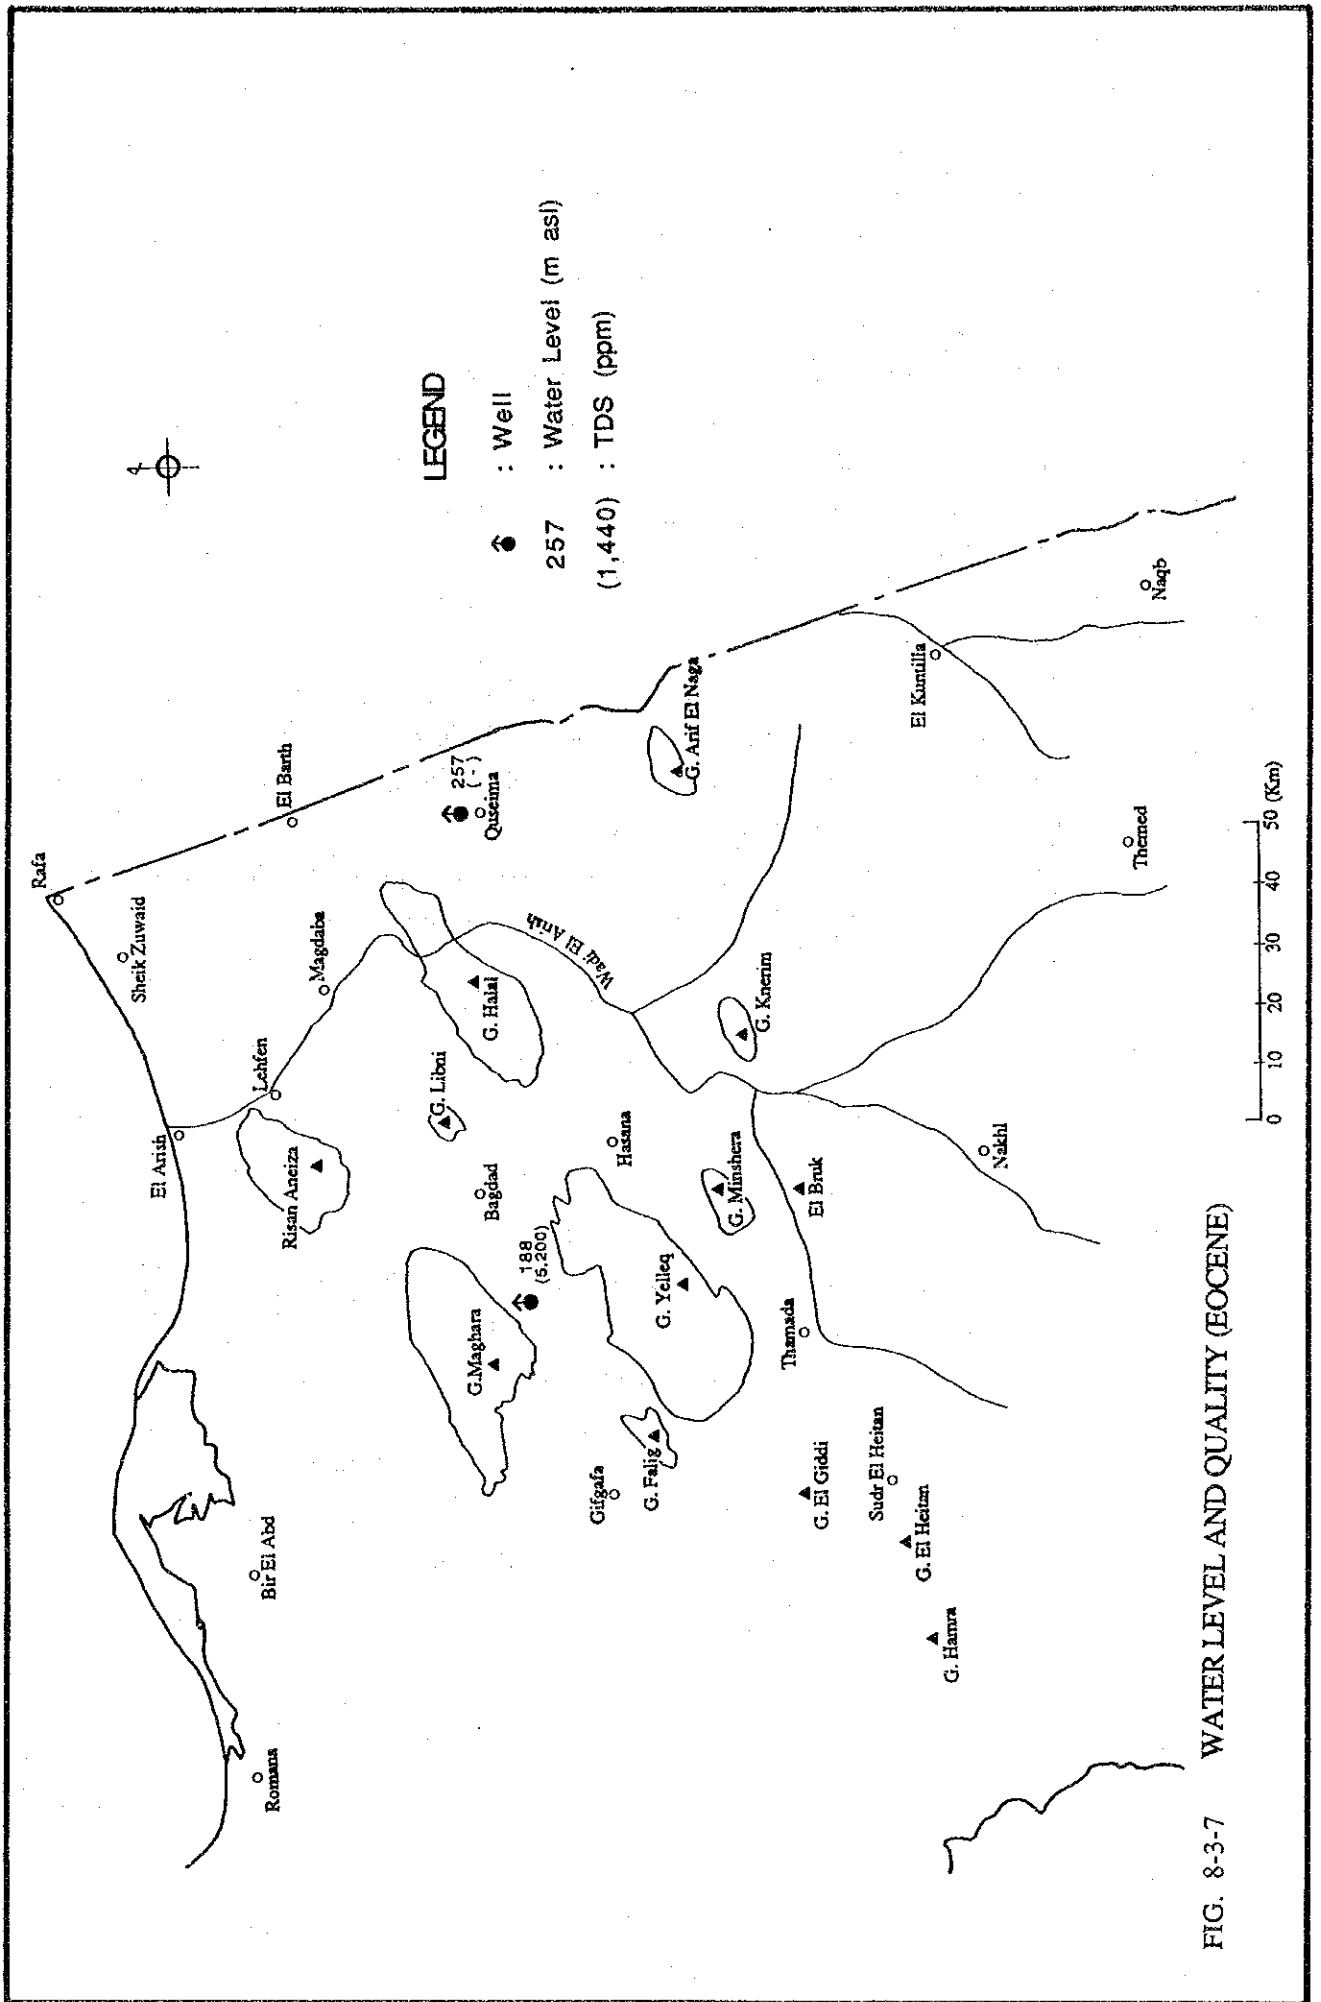 Rafa
Sheik Zuwaid
El Arish
Lehfen
Magdaba
El Barth
Risan Aneiza
Bir El Abd
Romana
G. Libni
G. Halal
257
( - )
Quseima
G.Maghara
188
(5,200)
Bagdad
Hasana
Wadi El Arish
Gifgafa
G. Falig
G. Yelleq
G. Minshera
G. Knerim
G. Arif El Naga
Thamada
El Bruk
G. El Giddi
Sudr El Heitan
G. El Heitan
G. Hamra
Nakhl
Themed
El Kuntilla
Naqb
LEGEND
: Well
257 : Water Level (m asl)
(1,440) : TDS (ppm)
0 10 20 30 40 50 (Km)
FIG. 8-3-7 WATER LEVEL AND QUALITY (EOCENE)